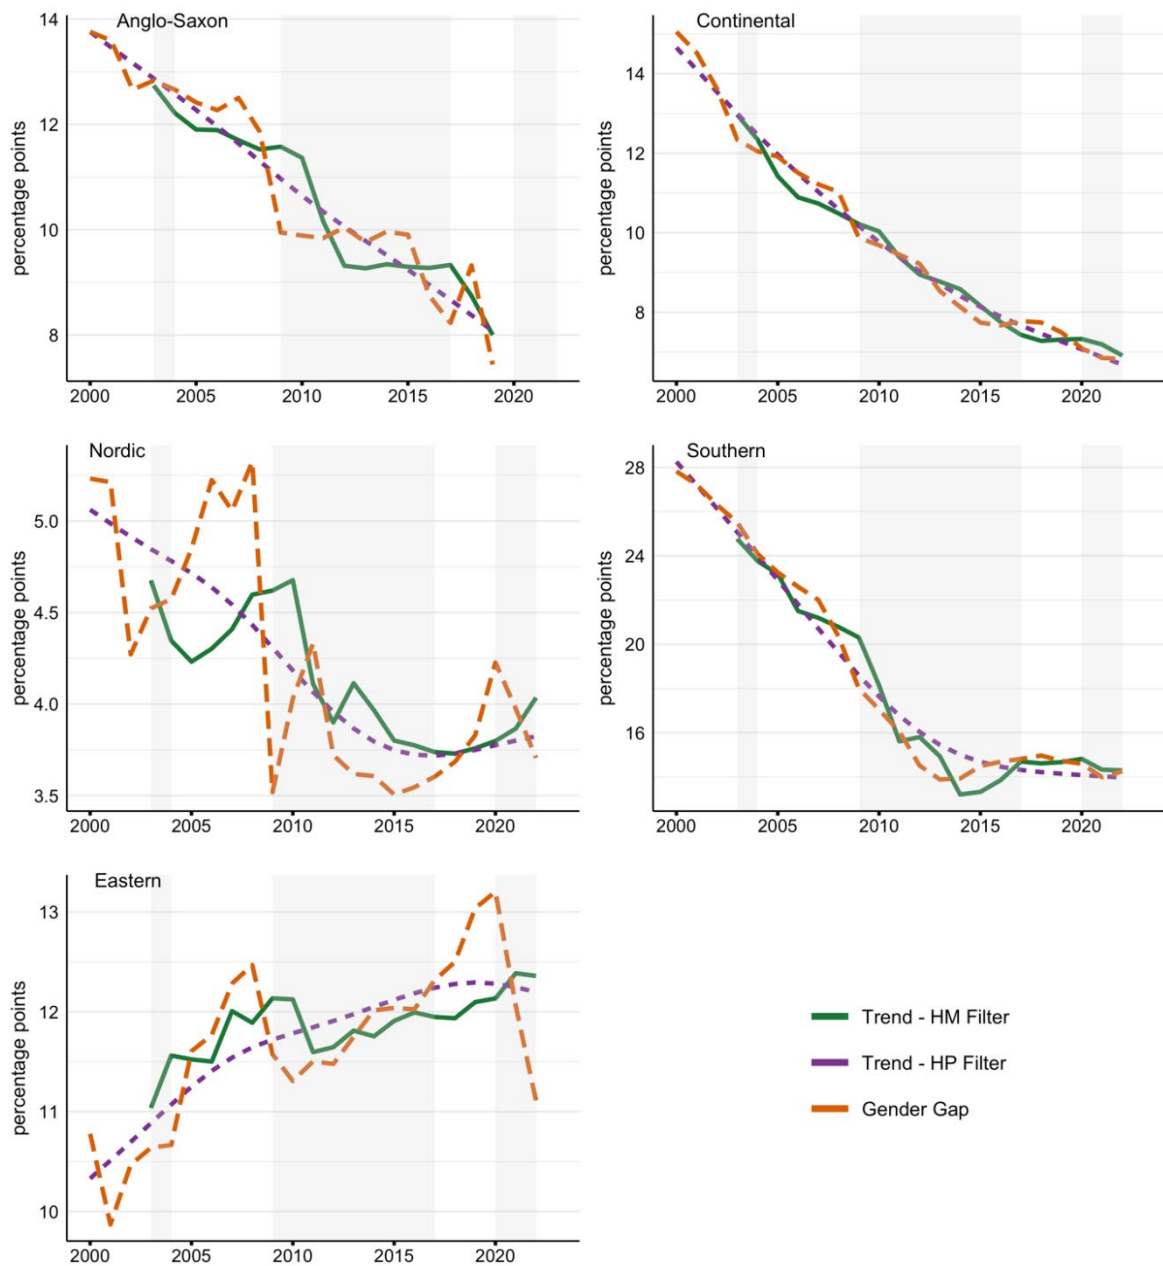 Anglo-Saxon
percentage points
14
12
10
8
2000 2005 2010 2015 2020
Continental
percentage points
14
12
10
8
2000 2005 2010 2015 2020
Nordic
percentage points
5.0
4.5
4.0
3.5
2000 2005 2010 2015 2020
Southern
percentage points
28
24
20
16
2000 2005 2010 2015 2020
Eastern
percentage points
13
12
11
10
2000 2005 2010 2015 2020
Trend - HM Filter
Trend - HP Filter
Gender Gap